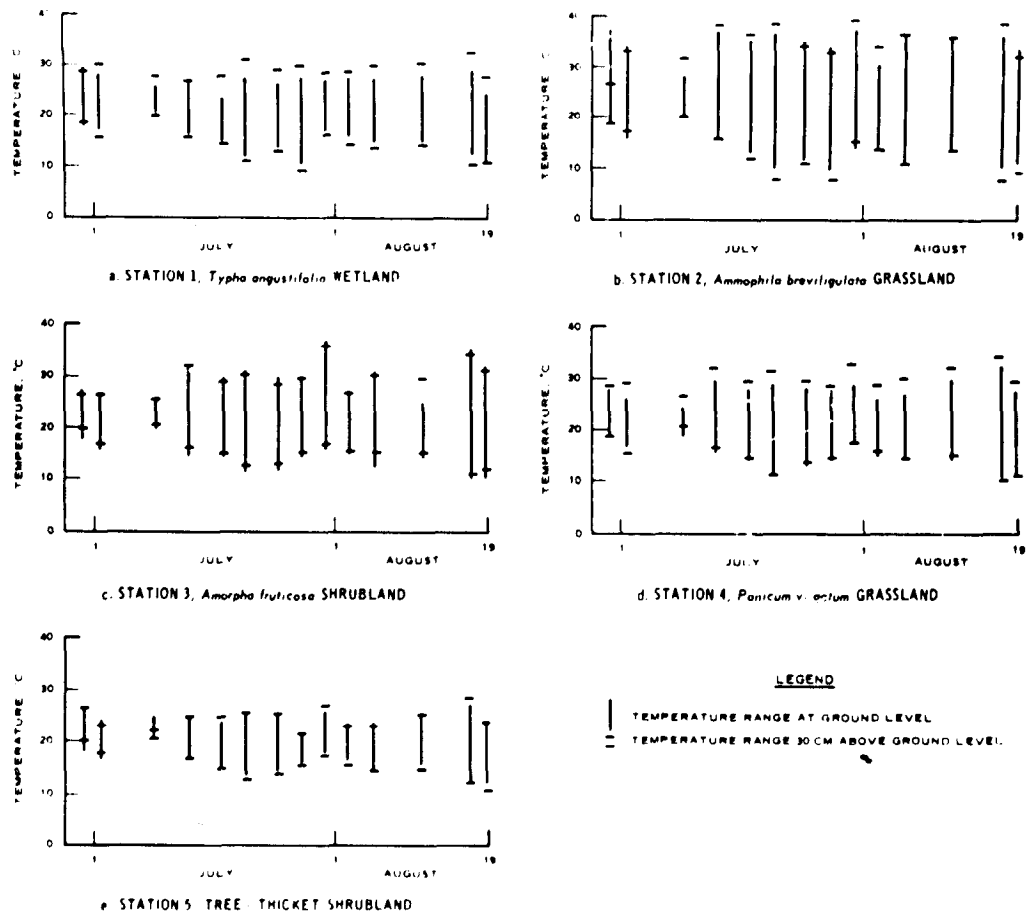 TEMPERATURE, °C
40
30
20
10
0
1
1
19
JULY
AUGUST
a. STATION 1, Typha angustifolia WETLAND
TEMPERATURE, °C
40
30
20
10
0
1
1
19
JULY
AUGUST
b. STATION 2, Ammophila breviligulata GRASSLAND
TEMPERATURE, °C
40
30
20
10
0
1
1
19
JULY
AUGUST
c. STATION 3, Amorpha fruticosa SHRUBLAND
TEMPERATURE, °C
40
30
20
10
0
1
1
19
JULY
AUGUST
d. STATION 4, Panicum GRASSLAND
TEMPERATURE, °C
40
30
20
10
0
1
1
19
JULY
AUGUST
e. STATION 5 TREE - THICKET SHRUBLAND
LEGEND
TEMPERATURE RANGE AT GROUND LEVEL
TEMPERATURE RANGE 30 CM ABOVE GROUND LEVEL